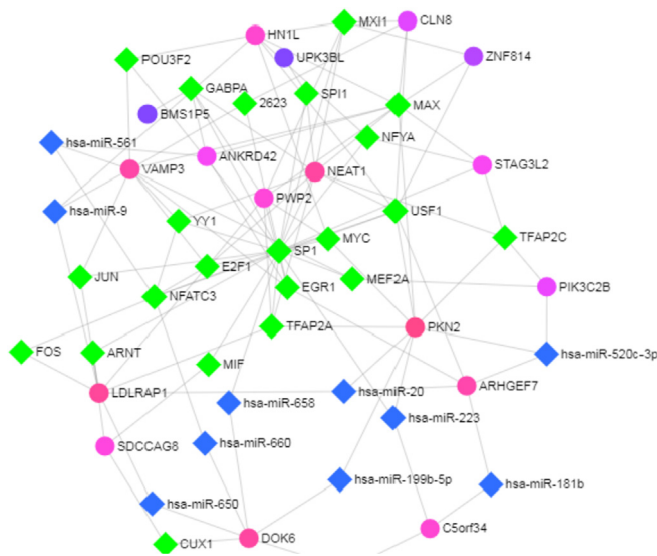 MXI1
CLN8
HN1L
UPK3BL
ZNF814
POU3F2
GABPA
2623
SPI1
MAX
BMS1P5
NFYA
hsa-miR-561
ANKRD42
VAMP3
NEAT1
STAG3L2
hsa-miR-9
PWP2
YY1
USF1
MYC
TFAP2C
SP1
E2F1
JUN
NFATC3
EGR1
MEF2A
PIK3C2B
TFAP2A
PKN2
FOS
ARNT
MIF
hsa-miR-520c-3p
LDLRAP1
hsa-miR-658
hsa-miR-20
ARHGEF7
hsa-miR-223
SDCCAG8
hsa-miR-660
hsa-miR-199b-5p
hsa-miR-181b
hsa-miR-650
C5orf34
CUX1
DOK6